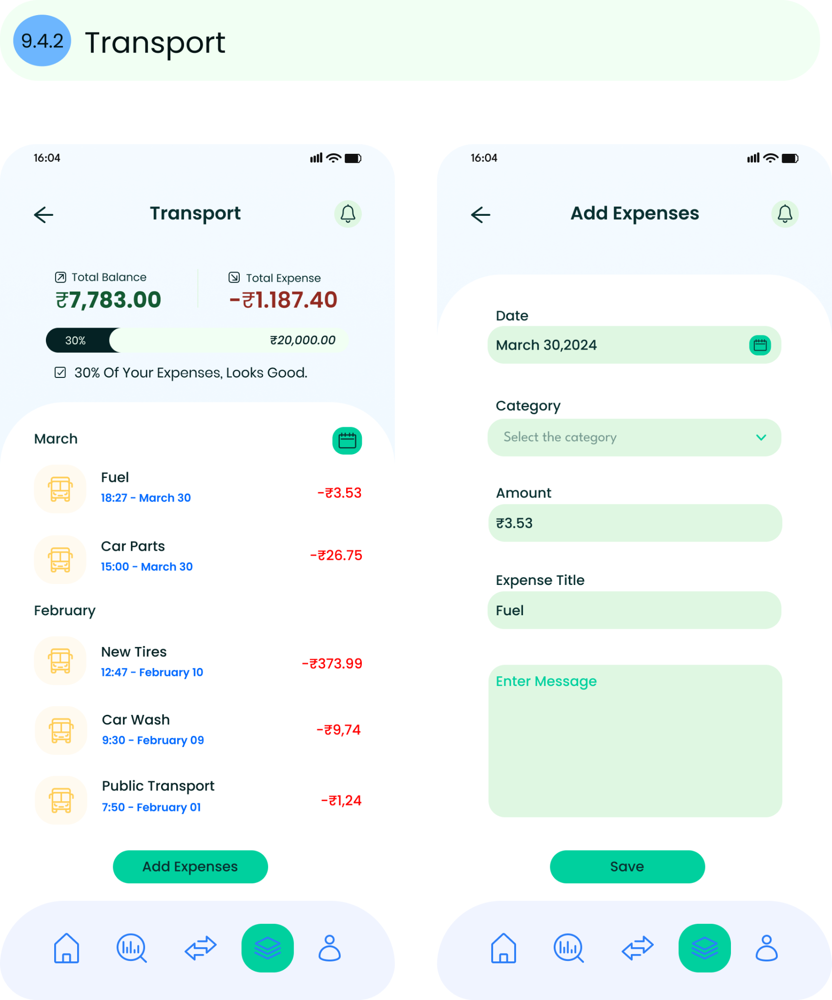 9.4.2 Transport
16:04
Transport
Total Balance
₹7,783.00
Total Expense
-₹1.187.40
30%
₹20,000.00
30% Of Your Expenses, Looks Good.
March
Fuel
18:27 - March 30
-₹3.53
Car Parts
15:00 - March 30
-₹26.75
February
New Tires
12:47 - February 10
-₹373.99
Car Wash
9:30 - February 09
-₹9,74
Public Transport
7:50 - February 01
-₹1,24
Add Expenses
16:04
Add Expenses
Date
March 30,2024
Category
Select the category
Amount
₹3.53
Expense Title
Fuel
Enter Message
Save